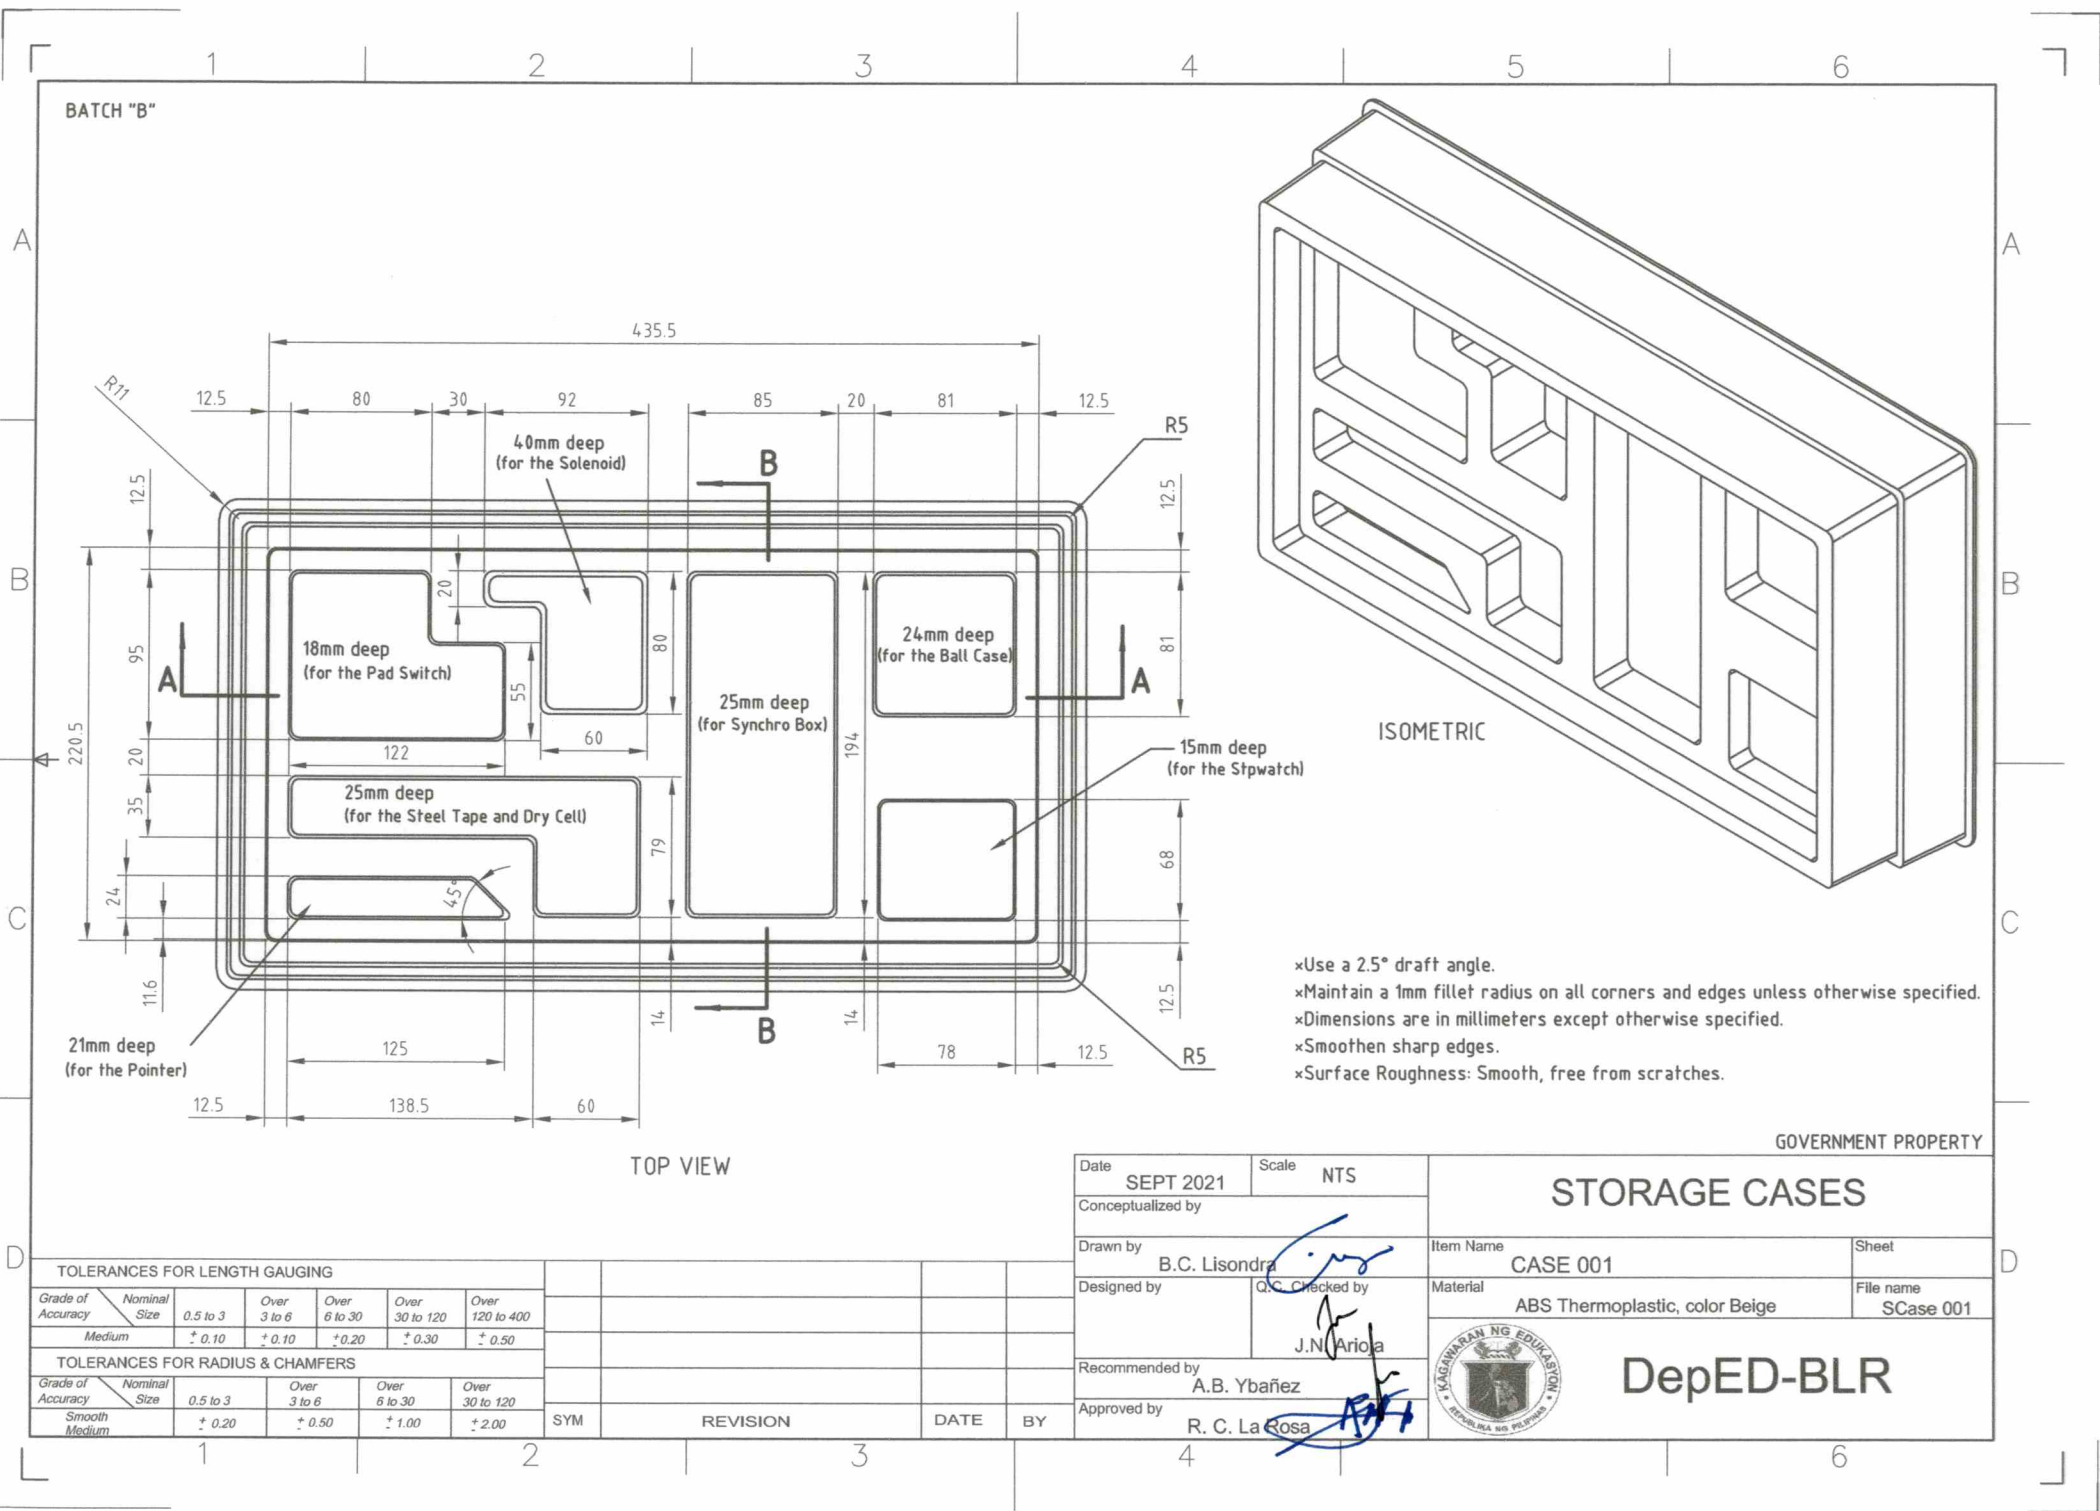 1 2 3 4 5 6
BATCH "B"
A A
435.5
R11
12.5 80 30 92 85 20 81 12.5
R5
40mm deep
(for the Solenoid)
B
12.5
12.5
B B
20
18mm deep
(for the Pad Switch)
95
A
55
80
24mm deep
(for the Ball Case)
81
A
25mm deep
(for Synchro Box)
220.5
20
122
60
194
ISOMETRIC
15mm deep
(for the Stpwatch)
35
25mm deep
(for the Steel Tape and Dry Cell)
79
68
24
45°
C C
11.6
14
14
12.5
B
21mm deep
(for the Pointer)
125
78
12.5
R5
12.5 138.5 60
×Use a 2.5° draft angle.
×Maintain a 1mm fillet radius on all corners and edges unless otherwise specified.
×Dimensions are in millimeters except otherwise specified.
×Smoothen sharp edges.
×Surface Roughness: Smooth, free from scratches.
TOP VIEW
GOVERNMENT PROPERTY
Date
SEPT 2021
Scale
NTS
STORAGE CASES
Conceptualized by
Drawn by
B.C. Lisondra
Item Name
CASE 001
Sheet
Designed by
Q.C. Checked by
J.N. Arioja
Material
ABS Thermoplastic, color Beige
File name
SCase 001
Recommended by
A.B. Ybañez
Approved by
R. C. La Rosa
KAGAWARAN NG EDUKASYON
REPUBLIKA NG PILIPINAS
DepED-BLR
D D
TOLERANCES FOR LENGTH GAUGING
Grade of Accuracy Nominal Size 0.5 to 3 Over 3 to 6 Over 6 to 30 Over 30 to 120 Over 120 to 400
Medium ± 0.10 ± 0.10 ±0.20 ± 0.30 ± 0.50
TOLERANCES FOR RADIUS & CHAMFERS
Grade of Accuracy Nominal Size 0.5 to 3 Over 3 to 6 Over 6 to 30 Over 30 to 120
Smooth Medium ± 0.20 ± 0.50 ± 1.00 ± 2.00
SYM REVISION DATE BY
1 2 3 4 6